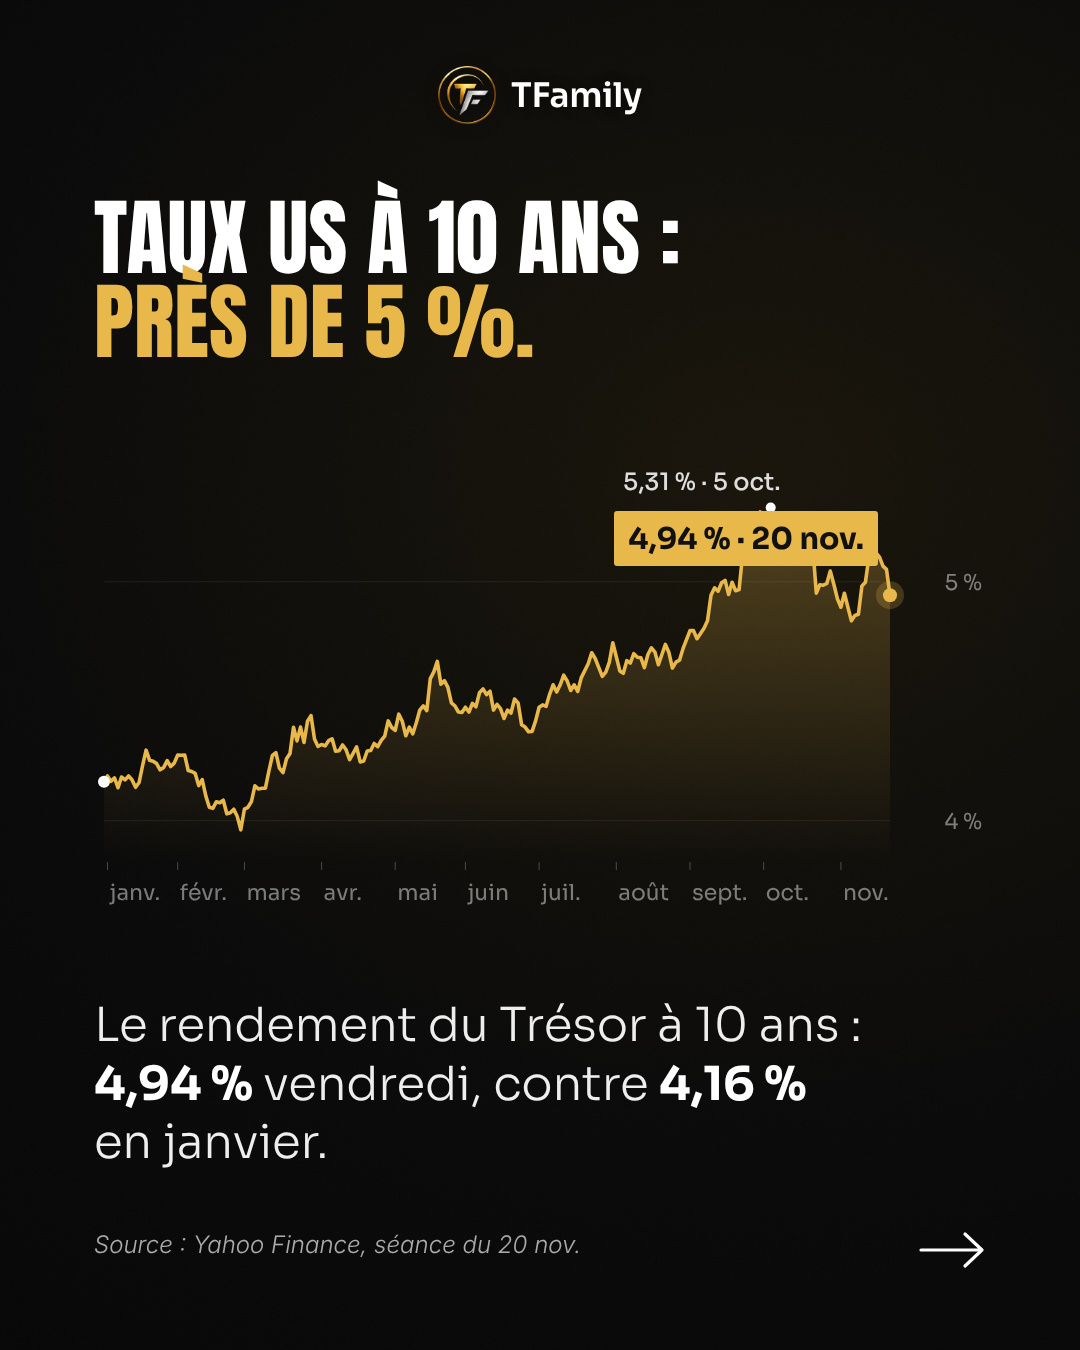 TFamily
TAUX US À 10 ANS :
PRÈS DE 5 %.
5,31 % · 5 oct.
4,94 % · 20 nov.
5 %
4 %
janv. févr. mars avr. mai juin juil. août sept. oct. nov.
Le rendement du Trésor à 10 ans :
4,94 % vendredi, contre 4,16 %
en janvier.
Source : Yahoo Finance, séance du 20 nov.